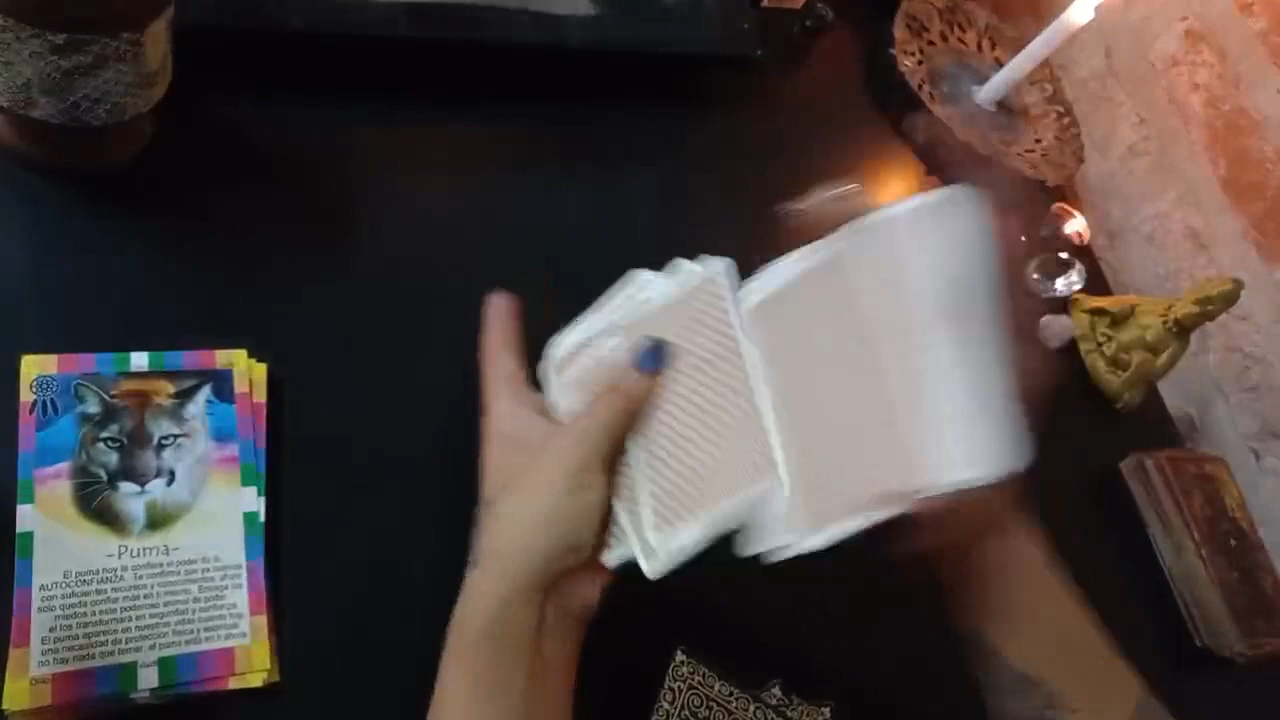 -Puma-
El puma hoy te confiere el poder de la
AUTOCONFIANZA. Te confirma que ya cuentas
con suficientes recursos y conocimientos, ahora
solo queda confiar más en ti mismo. Entrega tus
miedos a este poderoso animal de poder,
el los transformará en seguridad y confianza.
El puma aparece en nuestras vidas cuando hay
una necesidad de protección física y espiritual
no hay nada que temer, el puma está en ti ahora